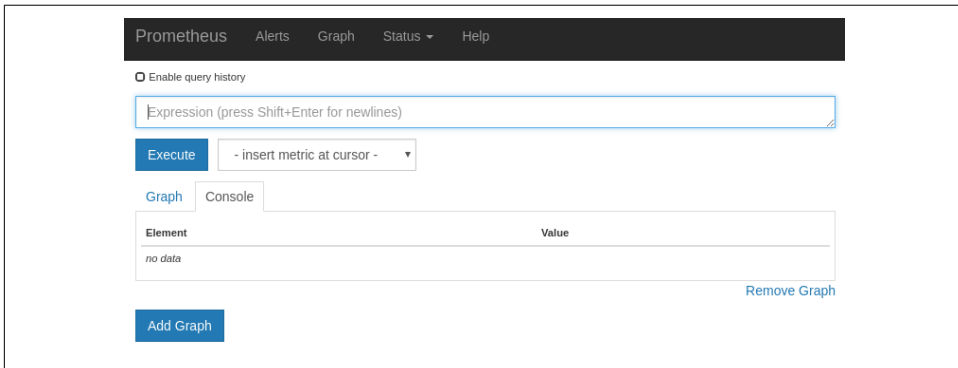 Prometheus Alerts Graph Status Help
Enable query history
Expression (press Shift+Enter for newlines)
Execute - insert metric at cursor -
Graph Console
Element Value
no data
Remove Graph
Add Graph